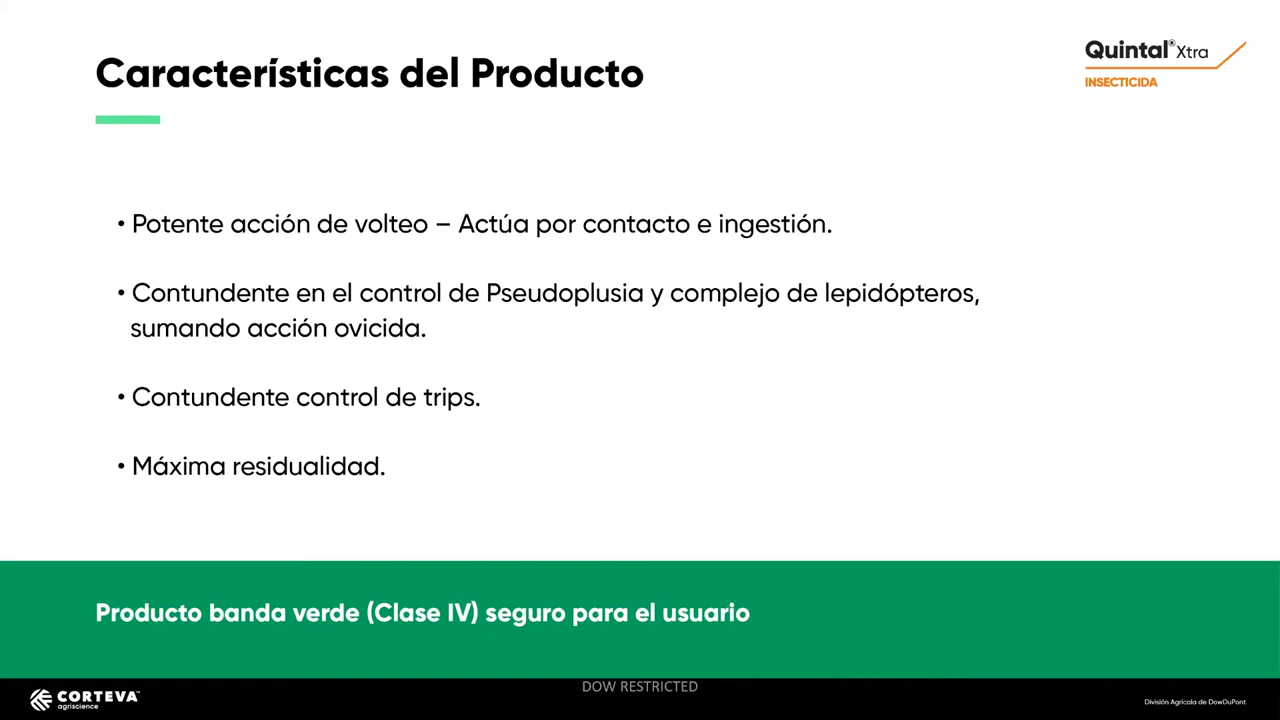 Características del Producto
Quintal® Xtra
INSECTICIDA
• Potente acción de volteo – Actúa por contacto e ingestión.
• Contundente en el control de Pseudoplusia y complejo de lepidópteros,
sumando acción ovicida.
• Contundente control de trips.
• Máxima residualidad.
Producto banda verde (Clase IV) seguro para el usuario
CORTEVA™
agriscience
DOW RESTRICTED
División Agrícola de DowDuPont